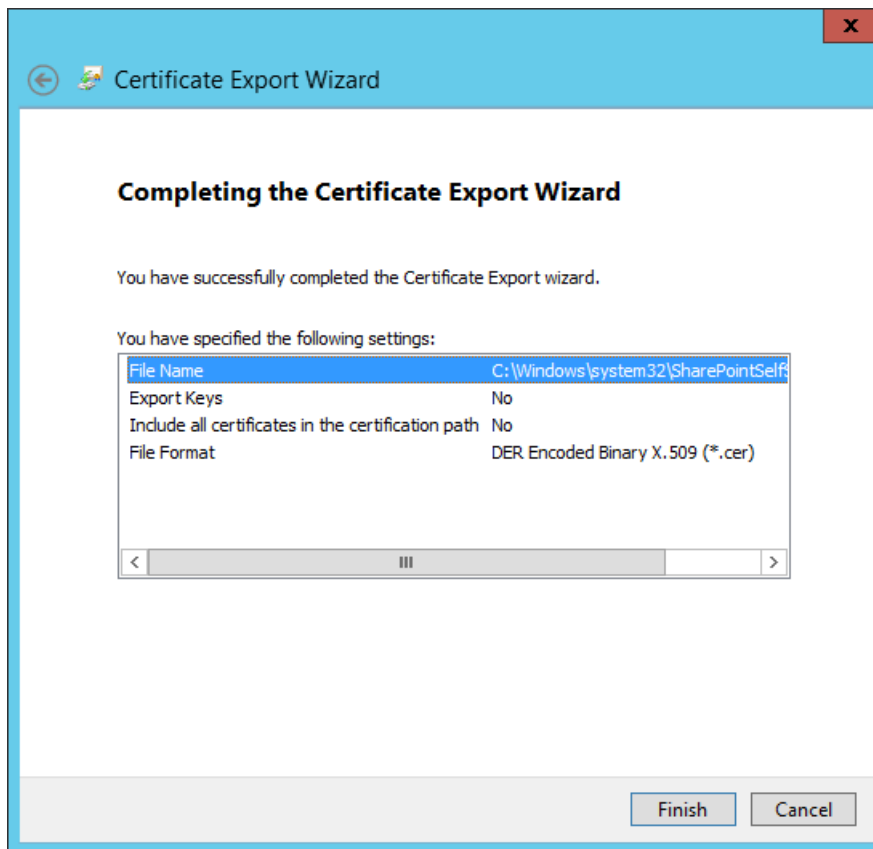 x
Certificate Export Wizard
Completing the Certificate Export Wizard
You have successfully completed the Certificate Export wizard.
You have specified the following settings:
File Name C:\Windows\system32\SharePointSelfS
Export Keys No
Include all certificates in the certification path No
File Format DER Encoded Binary X.509 (*.cer)
Finish Cancel